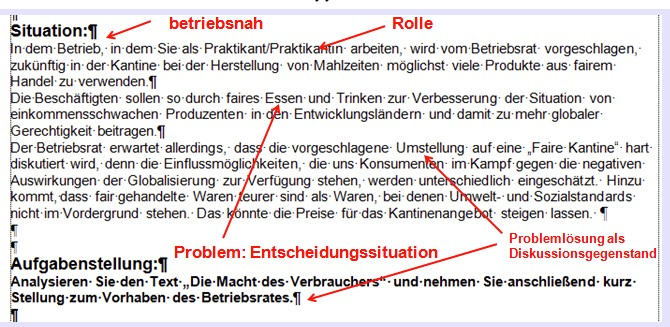 betriebsnah
Rolle
Situation:¶
In dem Betrieb, in dem Sie als Praktikant/Praktikantin arbeiten, wird vom Betriebsrat vorgeschlagen,
zukünftig in der Kantine bei der Herstellung von Mahlzeiten möglichst viele Produkte aus fairem
Handel zu verwenden.¶
Die Beschäftigten sollen so durch faires Essen und Trinken zur Verbesserung der Situation von
einkommensschwachen Produzenten in den Entwicklungsländern und damit zu mehr globaler
Gerechtigkeit beitragen.¶
Der Betriebsrat erwartet allerdings, dass die vorgeschlagene Umstellung auf eine „Faire Kantine“ hart
diskutiert wird, denn die Einflussmöglichkeiten, die uns Konsumenten im Kampf gegen die negativen
Auswirkungen der Globalisierung zur Verfügung stehen, werden unterschiedlich eingeschätzt. Hinzu
kommt, dass fair gehandelte Waren teurer sind als Waren, bei denen Umwelt- und Sozialstandards
nicht im Vordergrund stehen. Das könnte die Preise für das Kantinenangebot steigen lassen. ¶
¶
¶
Problem: Entscheidungssituation
Problemlösung als
Diskussionsgegenstand
Aufgabenstellung:¶
Analysieren Sie den Text „Die Macht des Verbrauchers“ und nehmen Sie anschließend kurz
Stellung zum Vorhaben des Betriebsrates.¶
¶